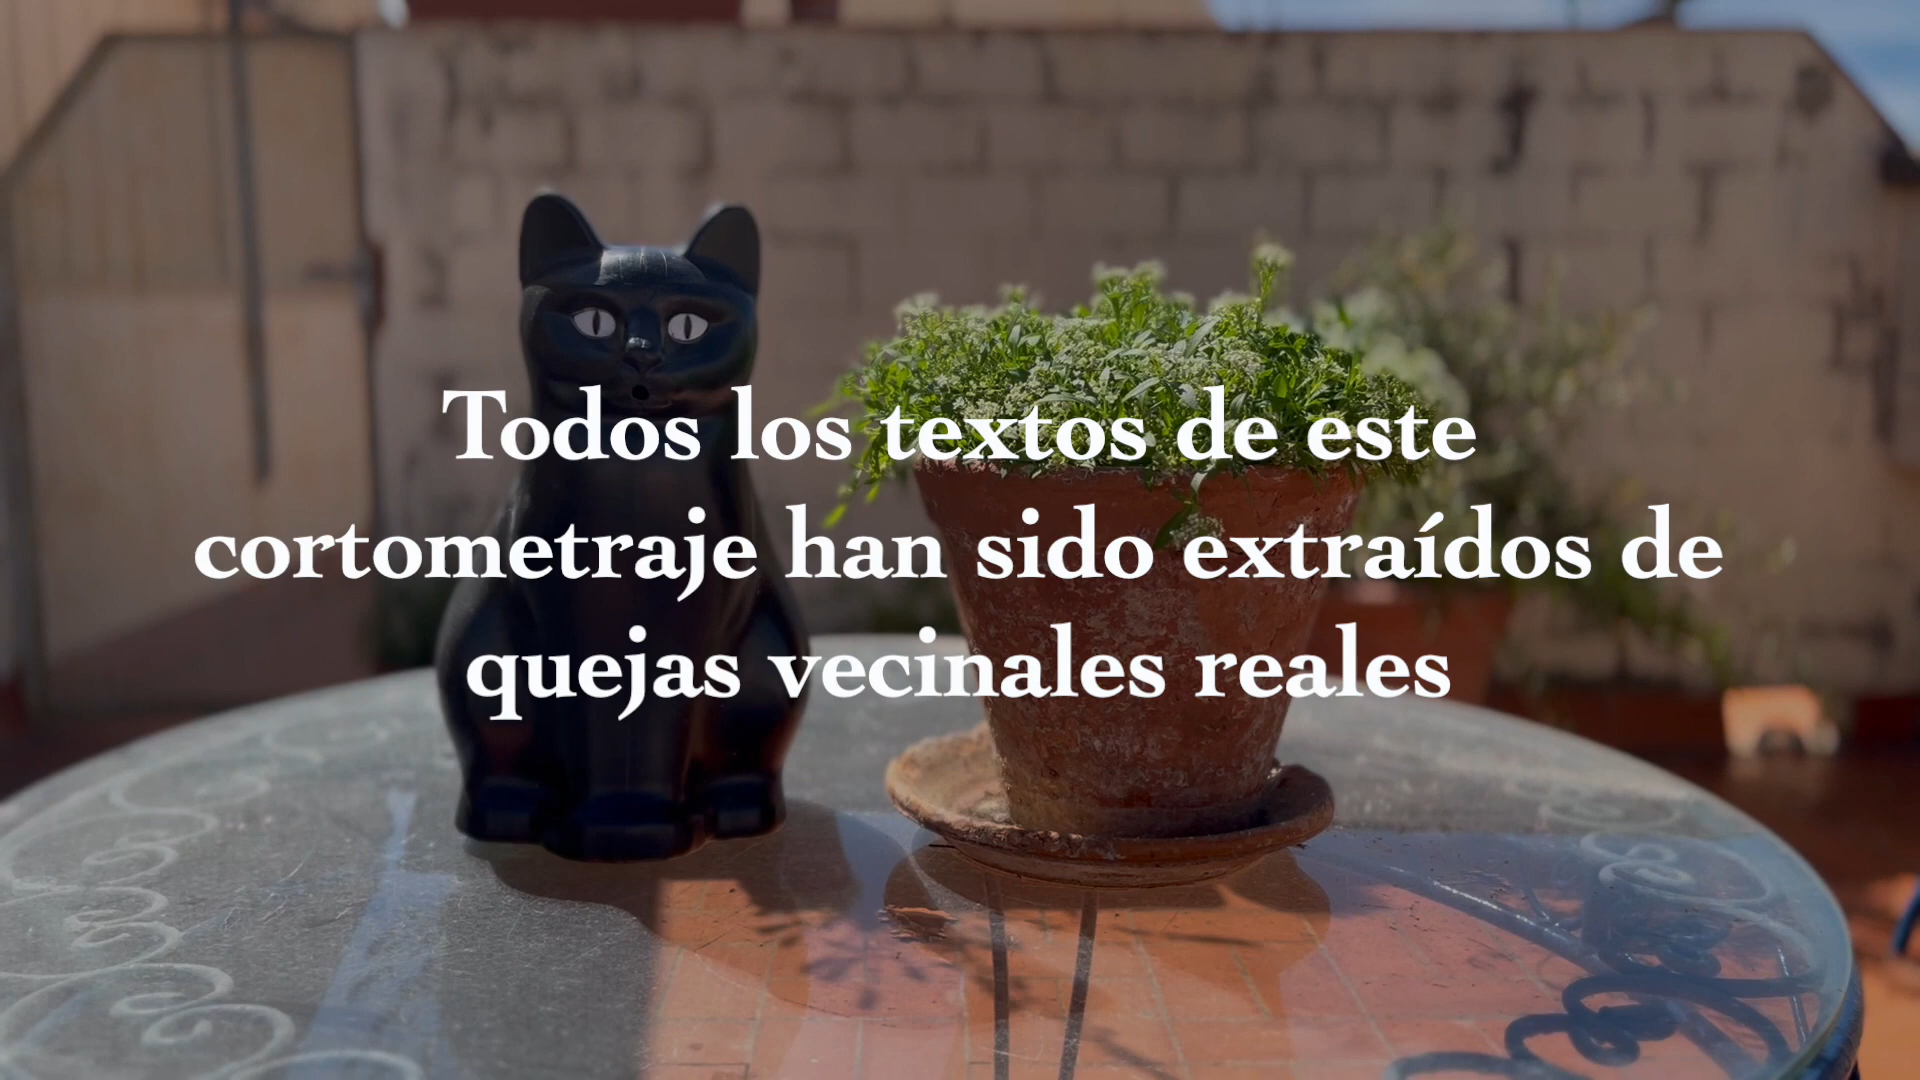 Todos los textos de este
cortometraje han sido extraídos de
quejas vecinales reales